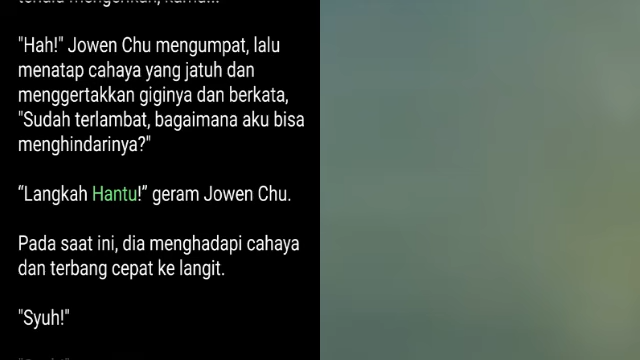 "Hah!" Jowen Chu mengumpat, lalu
menatap cahaya yang jatuh dan
menggertakkan giginya dan berkata,
"Sudah terlambat, bagaimana aku bisa
menghindarinya?"
“Langkah Hantu!” geram Jowen Chu.
Pada saat ini, dia menghadapi cahaya
dan terbang cepat ke langit.
"Syuh!"